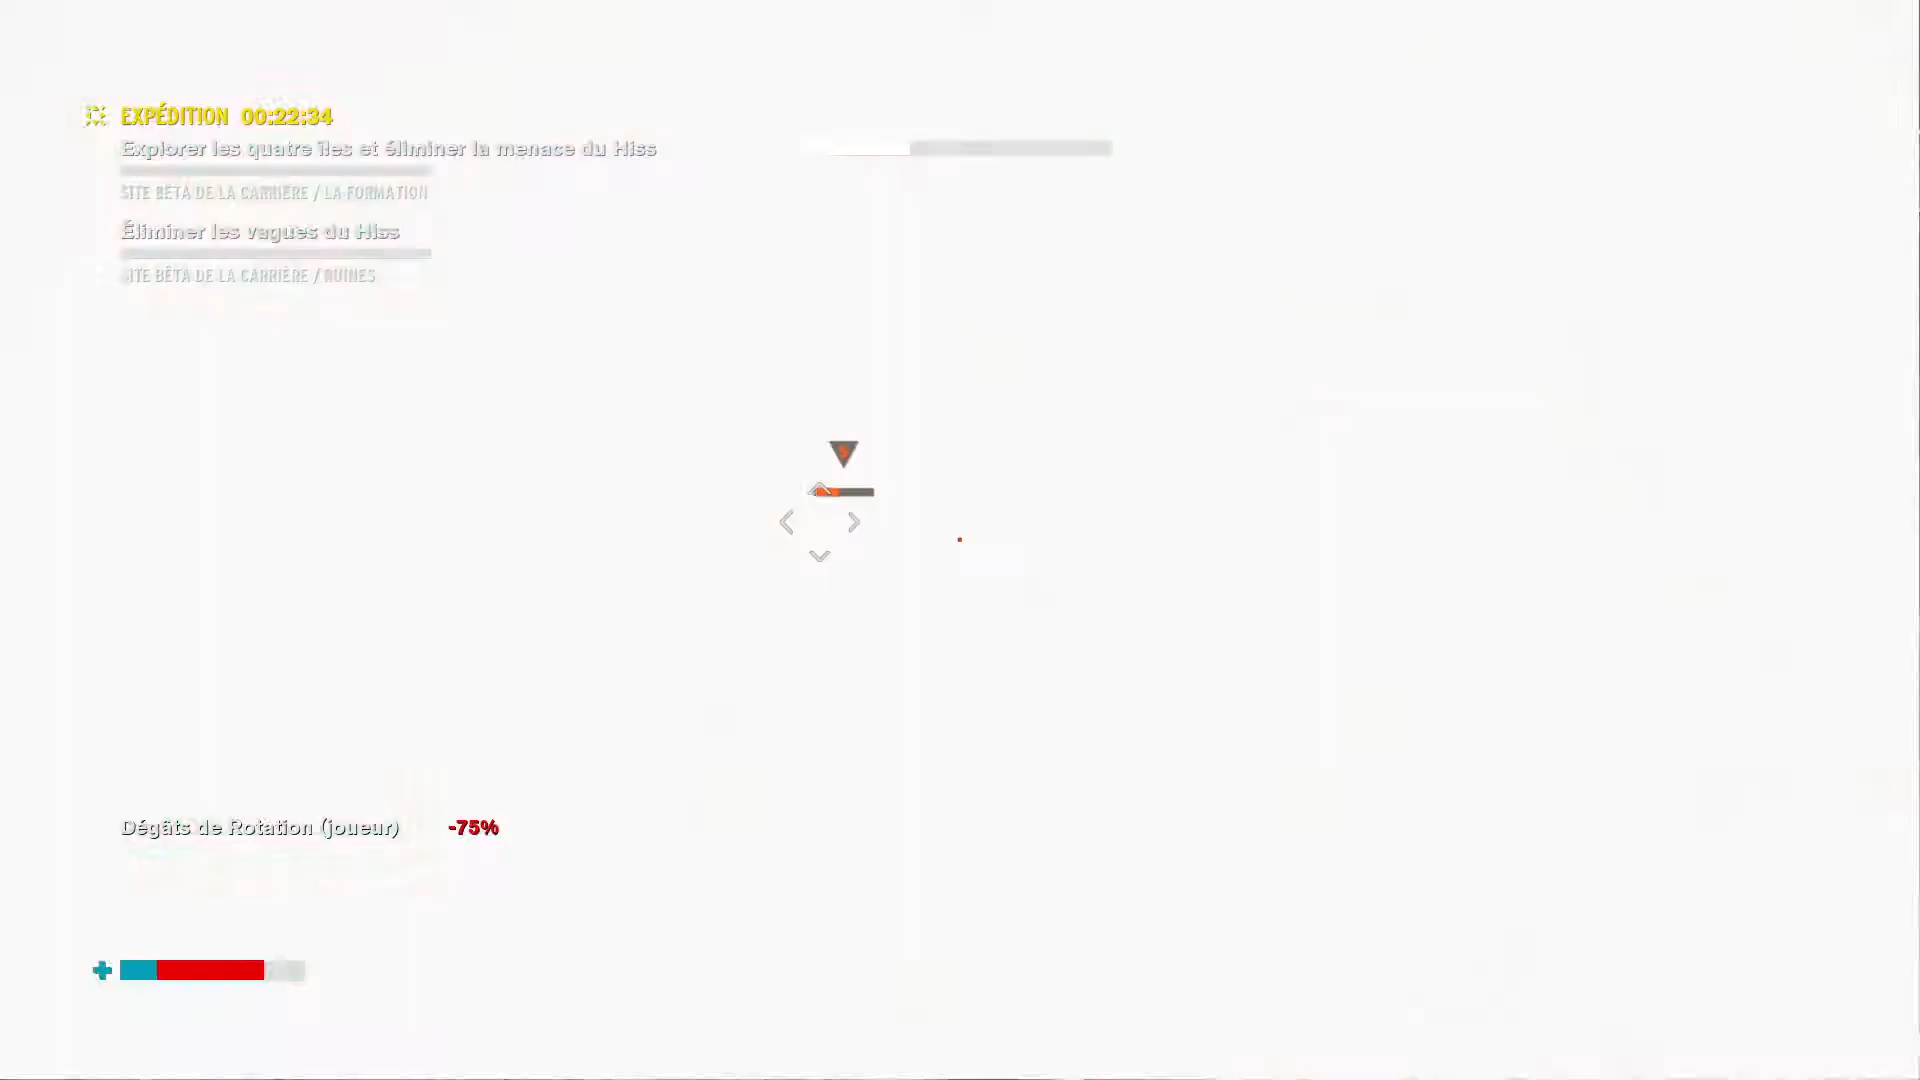 EXPÉDITION 00:22:34
Explorer les quatre îles et éliminer la menace du Hiss
SITE BÊTA DE LA CARRIÈRE / LA FORMATION
Éliminer les vagues du Hiss
SITE BÊTA DE LA CARRIÈRE / RUINES
5
Dégâts de Rotation (joueur) -75%